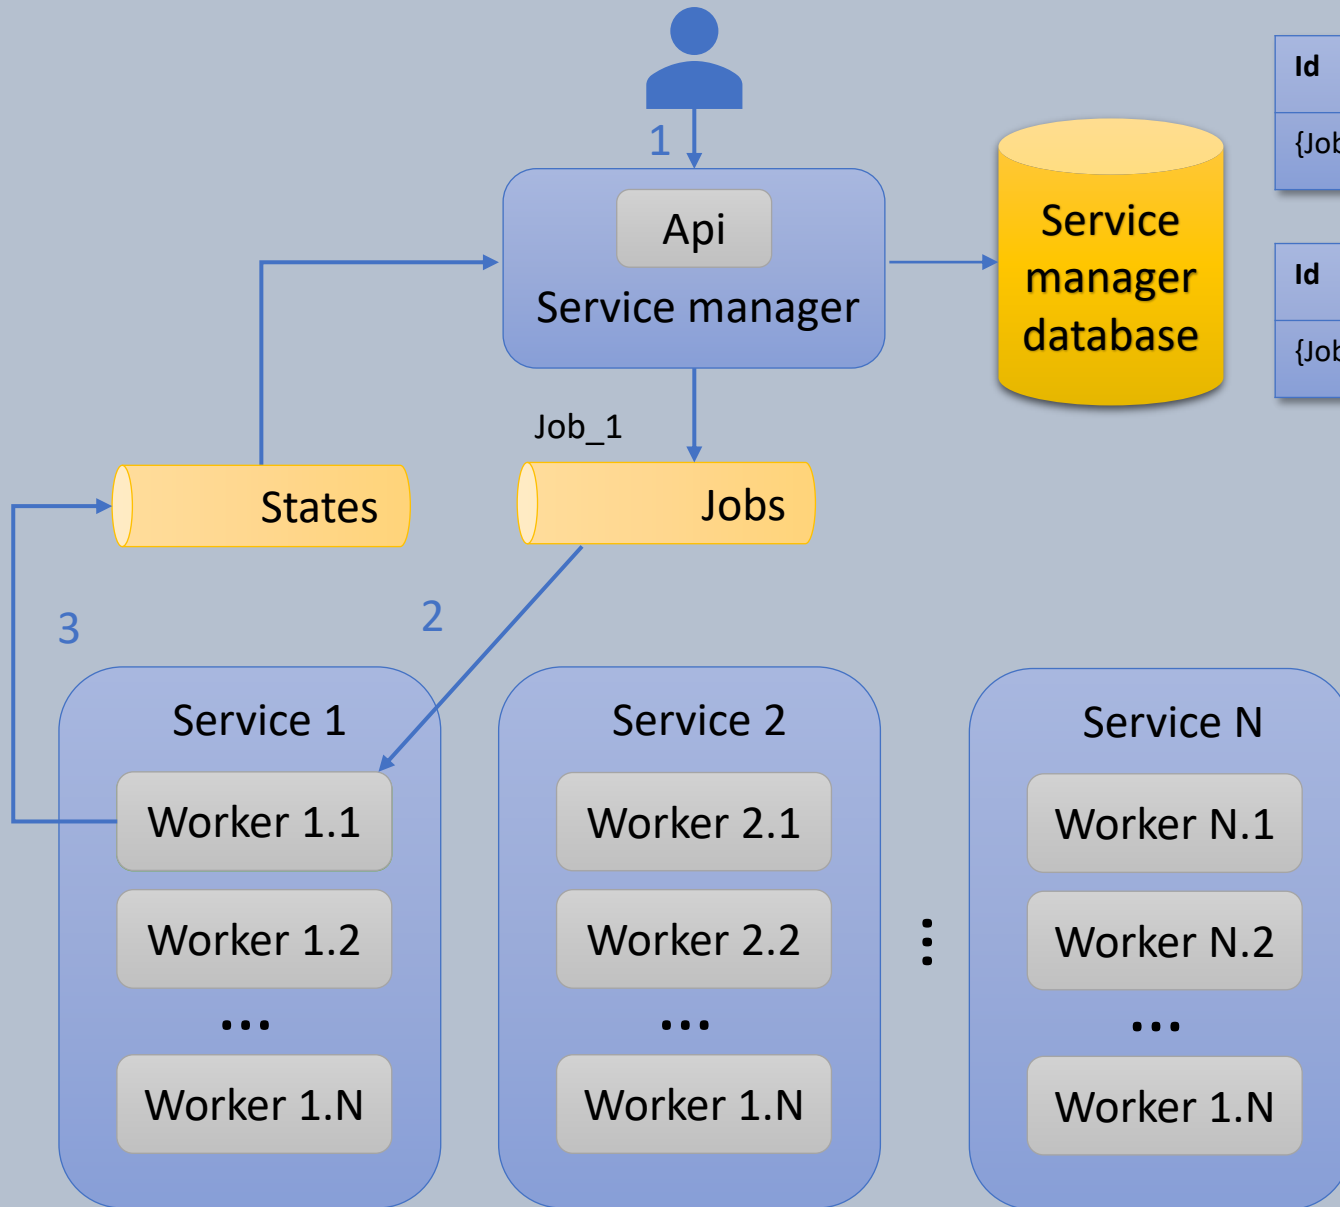 1
Api
Service manager
Service
manager
database
Id
Id
Job_1
States
Jobs
3
2
Service 1
Worker 1.1
Worker 1.2
...
Worker 1.N
Service 2
Worker 2.1
Worker 2.2
...
Worker 1.N
...
Service N
Worker N.1
Worker N.2
...
Worker 1.N